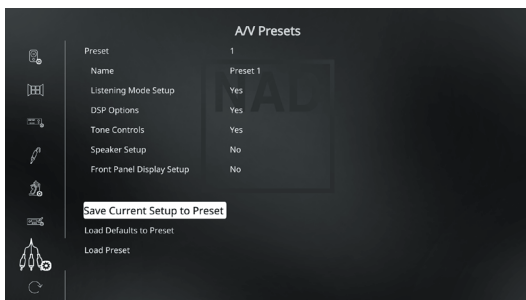 A/V Presets
Preset 1
Name Preset 1
Listening Mode Setup Yes
DSP Options Yes
Tone Controls Yes
Speaker Setup No
Front Panel Display Setup No
Save Current Setup to Preset
Load Defaults to Preset
Load Preset
NAD